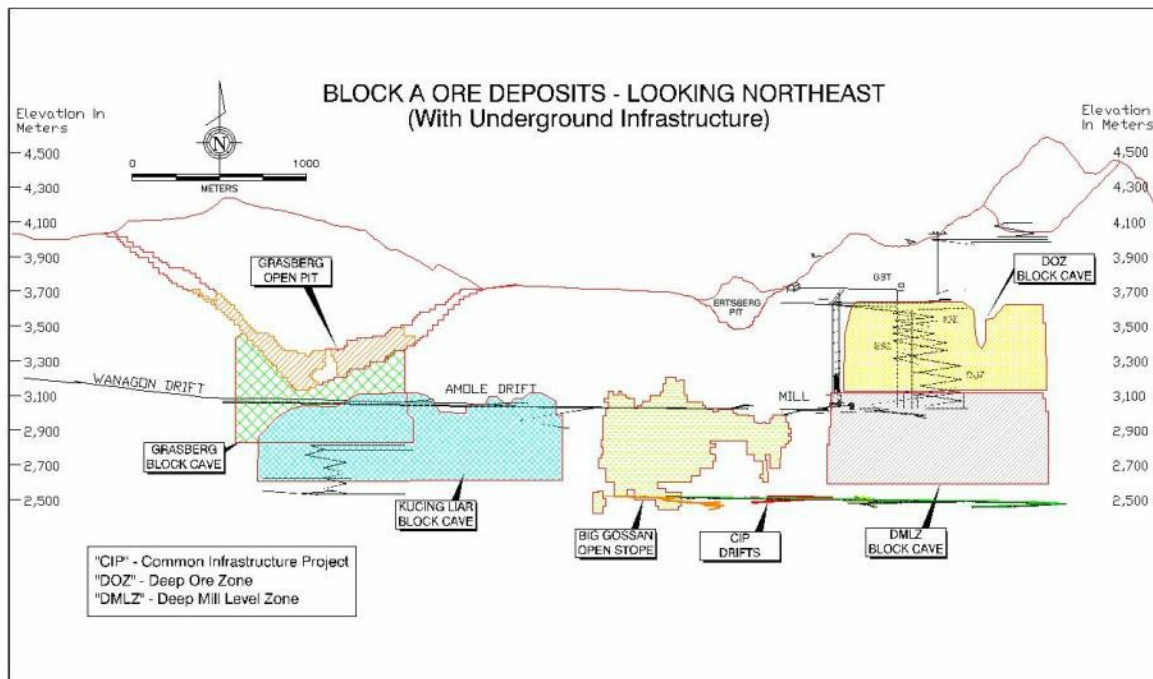 BLOCK A ORE DEPOSITS - LOOKING NORTHEAST
(With Underground Infrastructure)
Elevation In
Meters
4,500
4,300
4,100
3,900
3,700
3,500
3,300
3,100
2,900
2,700
2,500
N
0
1000
METERS
Elevation
In Meters
4,500
4,300
4,100
3,900
3,700
3,500
3,300
3,100
2,900
2,700
2,500
GRASBERG
OPEN PIT
ERTSBERG
PIT
GBT
DOZ
BLOCK CAVE
IOZ
ESZ
DOZ
WANAGON DRIFT
AMOLE DRIFT
MILL
GRASBERG
BLOCK CAVE
KUCING LIAR
BLOCK CAVE
BIG GOSSAN
OPEN STOPE
CIP
DRIFTS
DMLZ
BLOCK CAVE
"CIP" - Common Infrastructure Project
"DOZ" - Deep Ore Zone
"DMLZ" - Deep Mill Level Zone